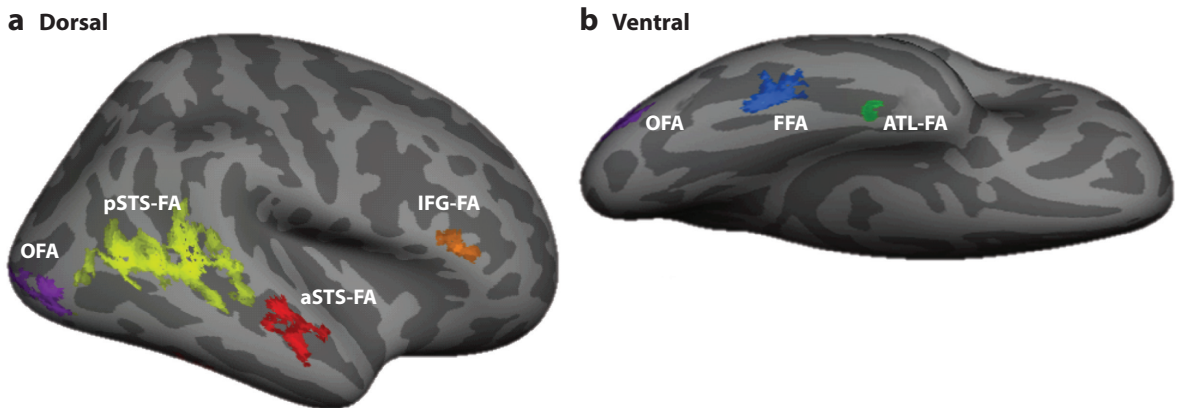 a Dorsal
pSTS-FA
IFG-FA
OFA
aSTS-FA
b Ventral
OFA
FFA
ATL-FA